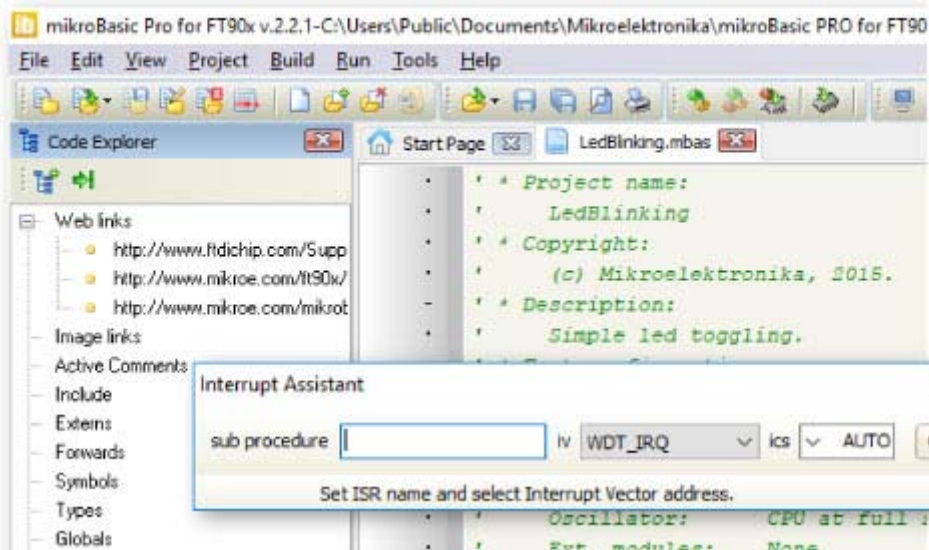 mikroBasic Pro for FT90x v.2.2.1-C:\Users\Public\Documents\Mikroelektronika\mikroBasic PRO for FT90
File Edit View Project Build Run Tools Help
Code Explorer
Start Page
LedBlinking.mbas
Web links
http://www.ftdichip.com/Supp
http://www.mikroe.com/ft90x/
http://www.mikroe.com/mikrot
Image links
Active Comments
Include
Externs
Forwards
Symbols
Types
Globals
' * Project name:
' LedBlinking
' * Copyright:
' (c) Mikroelektronika, 2015.
' * Description:
' Simple led toggling.
Interrupt Assistant
sub procedure iv WDT_IRQ ics AUTO
Set ISR name and select Interrupt Vector address.
' Oscillator: CPU at full
' Ext. modules: None